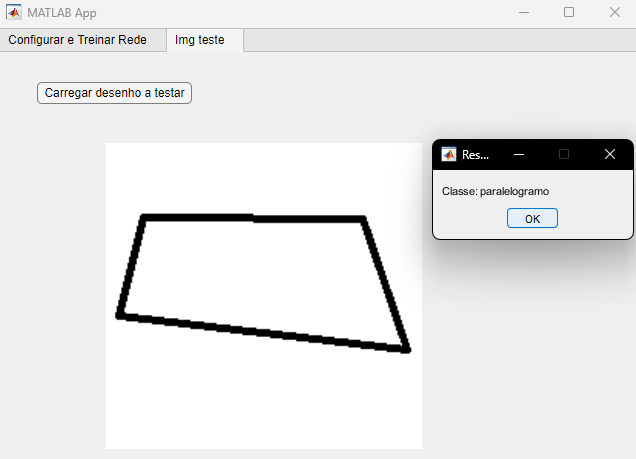 MATLAB App
Configurar e Treinar Rede
Img teste
Carregar desenho a testar
Res...
Classe: paralelogramo
OK